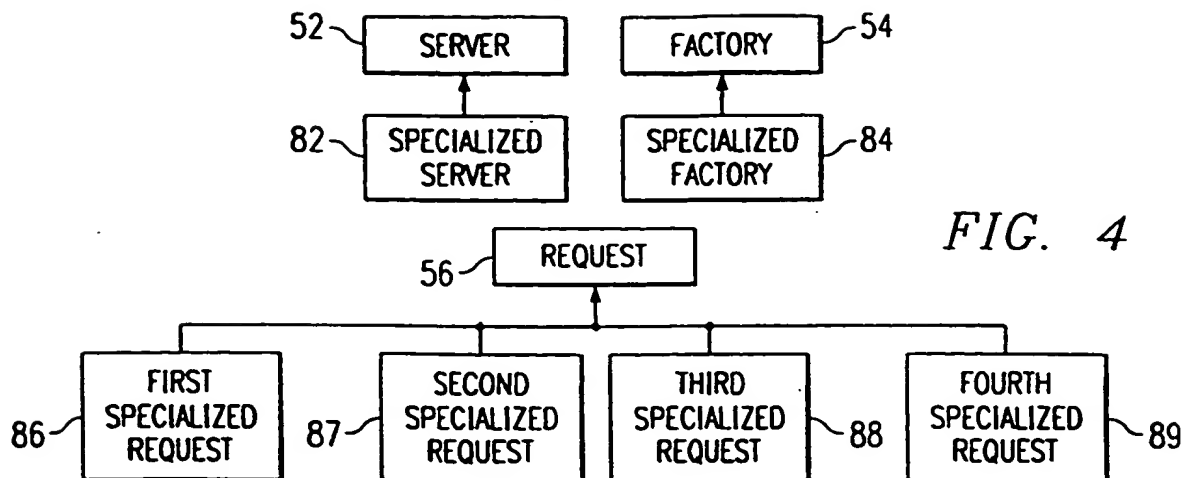 52 SERVER FACTORY 54
82 SPECIALIZED SERVER SPECIALIZED FACTORY 84
56 REQUEST
FIG. 4
86 FIRST SPECIALIZED REQUEST
87 SECOND SPECIALIZED REQUEST
THIRD SPECIALIZED REQUEST 88
FOURTH SPECIALIZED REQUEST 89